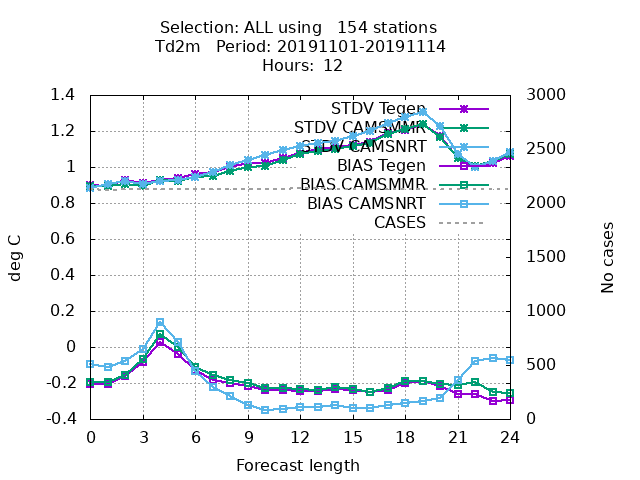 Selection: ALL using   154 stations
Td2m   Period: 20191101-20191114
Hours: 12
1.4
1.2
1
0.8
0.6
0.4
0.2
0
-0.2
-0.4
3000
2500
2000
1500
1000
500
0
STDV Tegen
STDV CAMSMMR
STDV CAMSNRT
BIAS Tegen
BIAS CAMSMMR
BIAS CAMSNRT
CASES
deg C
No cases
0 3 6 9 12 15 18 21 24
Forecast length